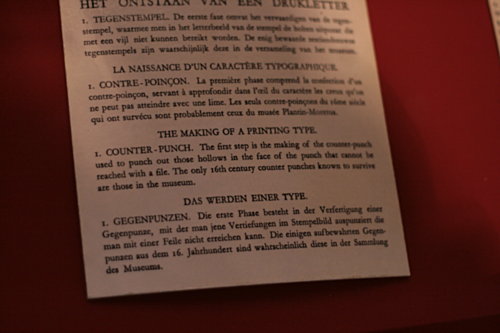 HET ONTSTAAN VAN EEN DRUKLETTER
1. TEGENSTEMPEL. De eerste fase omvat het vervaardigen van de tegen-
stempel, waarmee men in het letterbeeld van de stempel de holten uitponst die
met een vijl niet kunnen bereikt worden. De enig bewaarde
tegenstempels zijn waarschijnlijk deze in de verzameling van het museum.
LA NAISSANCE D'UN CARACTÈRE TYPOGRAPHIQUE.
1. CONTRE-POINÇON. La première phase comprend la confection d'un
contre-poinçon, servant à approfondir dans l'œil du caractère les creux qu'on
ne peut pas atteindre avec une lime. Les seuls contre-poinçons du 16me siècle
qui ont survécu sont probablement ceux du musée Plantin-Moretus.
THE MAKING OF A PRINTING TYPE.
1. COUNTER-PUNCH. The first step is the making of the counter-punch
used to punch out those hollows in the face of the punch that cannot be
reached with a file. The only 16th century counter punches known to survive
are those in the museum.
DAS WERDEN EINER TYPE.
1. GEGENPUNZEN. Die erste Phase besteht in der Verfertigung einer
Gegenpunze, mit der man jene Vertiefungen im Stempelbild auspunziert die
man mit einer Feile nicht erreichen kann. Die einigen aufbewahrten Gegen-
punzen aus dem 16. Jahrhundert sind wahrscheinlich diese in der Sammlung
des Museums.